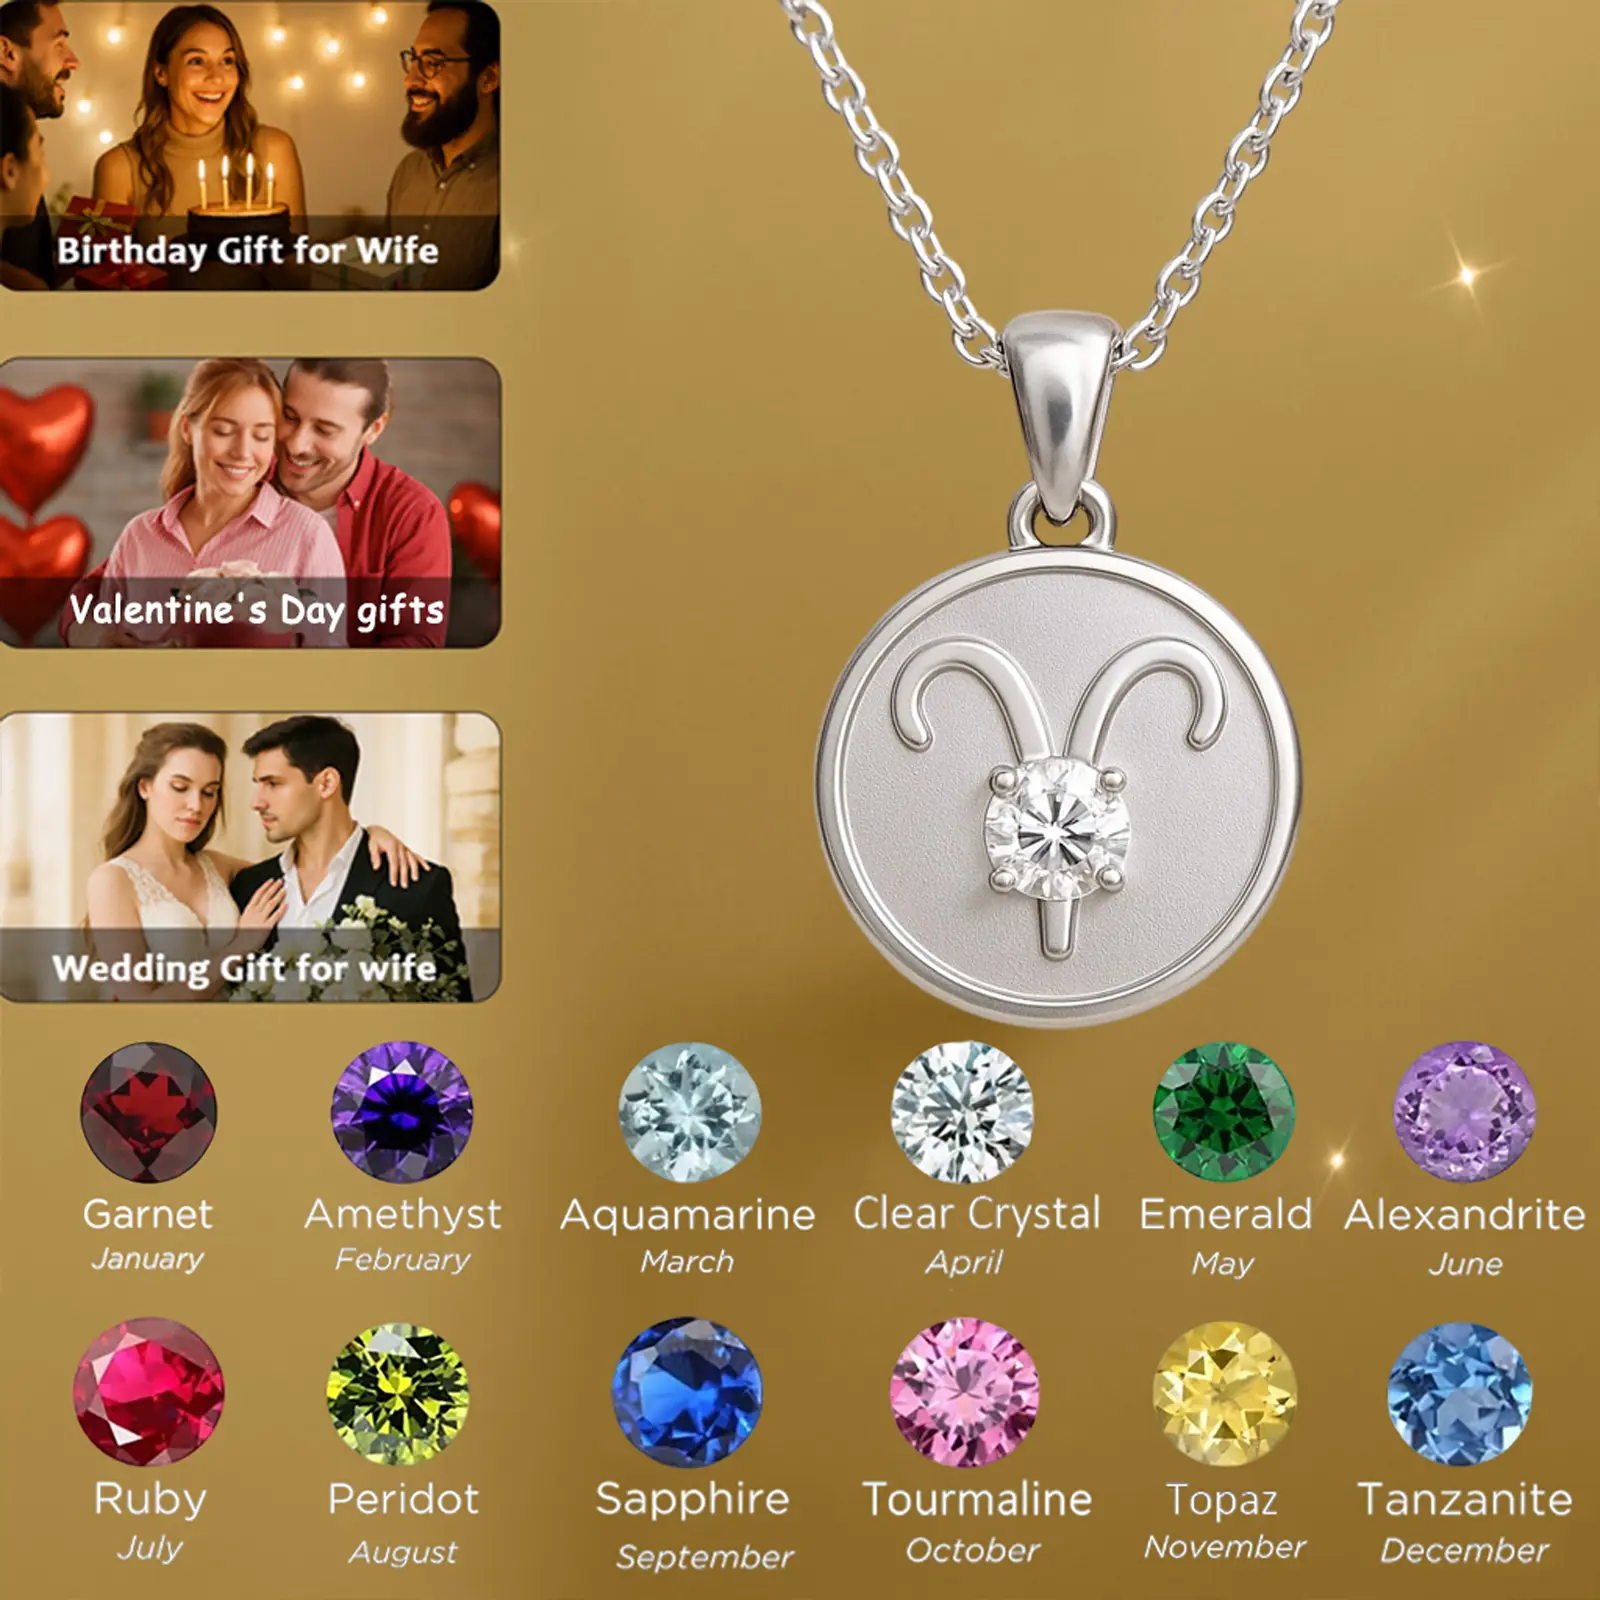 Birthday Gift for Wife
Valentine's Day gifts
Wedding Gift for wife
Garnet
January
Amethyst
February
Aquamarine
March
Clear Crystal
April
Emerald
May
Alexandrite
June
Ruby
July
Peridot
August
Sapphire
September
Tourmaline
October
Topaz
November
Tanzanite
December